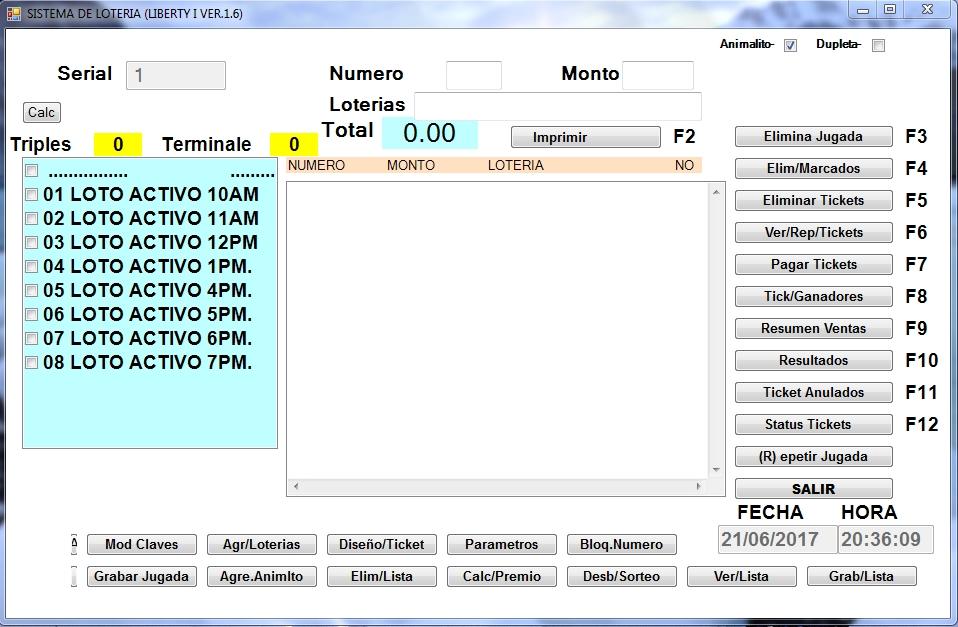 SISTEMA DE LOTERIA (LIBERTY I VER.1.6)
Animalito- Dupleta-
Serial 1 Numero Monto
Calc Loterias
Triples 0 Terminale 0 Total 0.00 Imprimir F2
NUMERO MONTO LOTERIA NO
................ .........
01 LOTO ACTIVO 10AM
02 LOTO ACTIVO 11AM
03 LOTO ACTIVO 12PM
04 LOTO ACTIVO 1PM.
05 LOTO ACTIVO 4PM.
06 LOTO ACTIVO 5PM.
07 LOTO ACTIVO 6PM.
08 LOTO ACTIVO 7PM.
Elimina Jugada F3
Elim/Marcados F4
Eliminar Tickets F5
Ver/Rep/Tickets F6
Pagar Tickets F7
Tick/Ganadores F8
Resumen Ventas F9
Resultados F10
Ticket Anulados F11
Status Tickets F12
(R) epetir Jugada
SALIR
FECHA HORA
21/06/2017 20:36:09
Mod Claves Agr/Loterias Diseño/Ticket Parametros Bloq.Numero
Grabar Jugada Agre.Animlto Elim/Lista Calc/Premio Desb/Sorteo Ver/Lista Grab/Lista